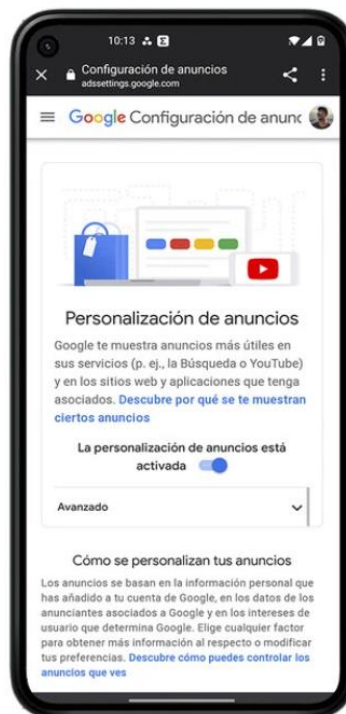 10:13
Configuración de anuncios
adssettings.google.com
Google Configuración de anunc
Personalización de anuncios
Google te muestra anuncios más útiles en
sus servicios (p. ej., la Búsqueda o YouTube)
y en los sitios web y aplicaciones que tenga
asociados. Descubre por qué se te muestran
ciertos anuncios
La personalización de anuncios está
activada
Avanzado
Cómo se personalizan tus anuncios
Los anuncios se basan en la información personal que
has añadido a tu cuenta de Google, en los datos de los
anunciantes asociados a Google y en los intereses de
usuario que determina Google. Elige cualquier factor
para obtener más información al respecto o modificar
tus preferencias. Descubre cómo puedes controlar los
anuncios que ves